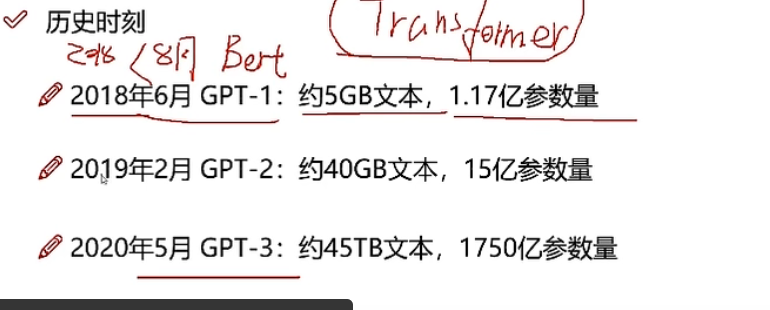 历史时刻
Transformer
2018 8月 Bert
2018年6月 GPT-1：约5GB文本，1.17亿参数量
2019年2月 GPT-2：约40GB文本，15亿参数量
2020年5月 GPT-3：约45TB文本，1750亿参数量